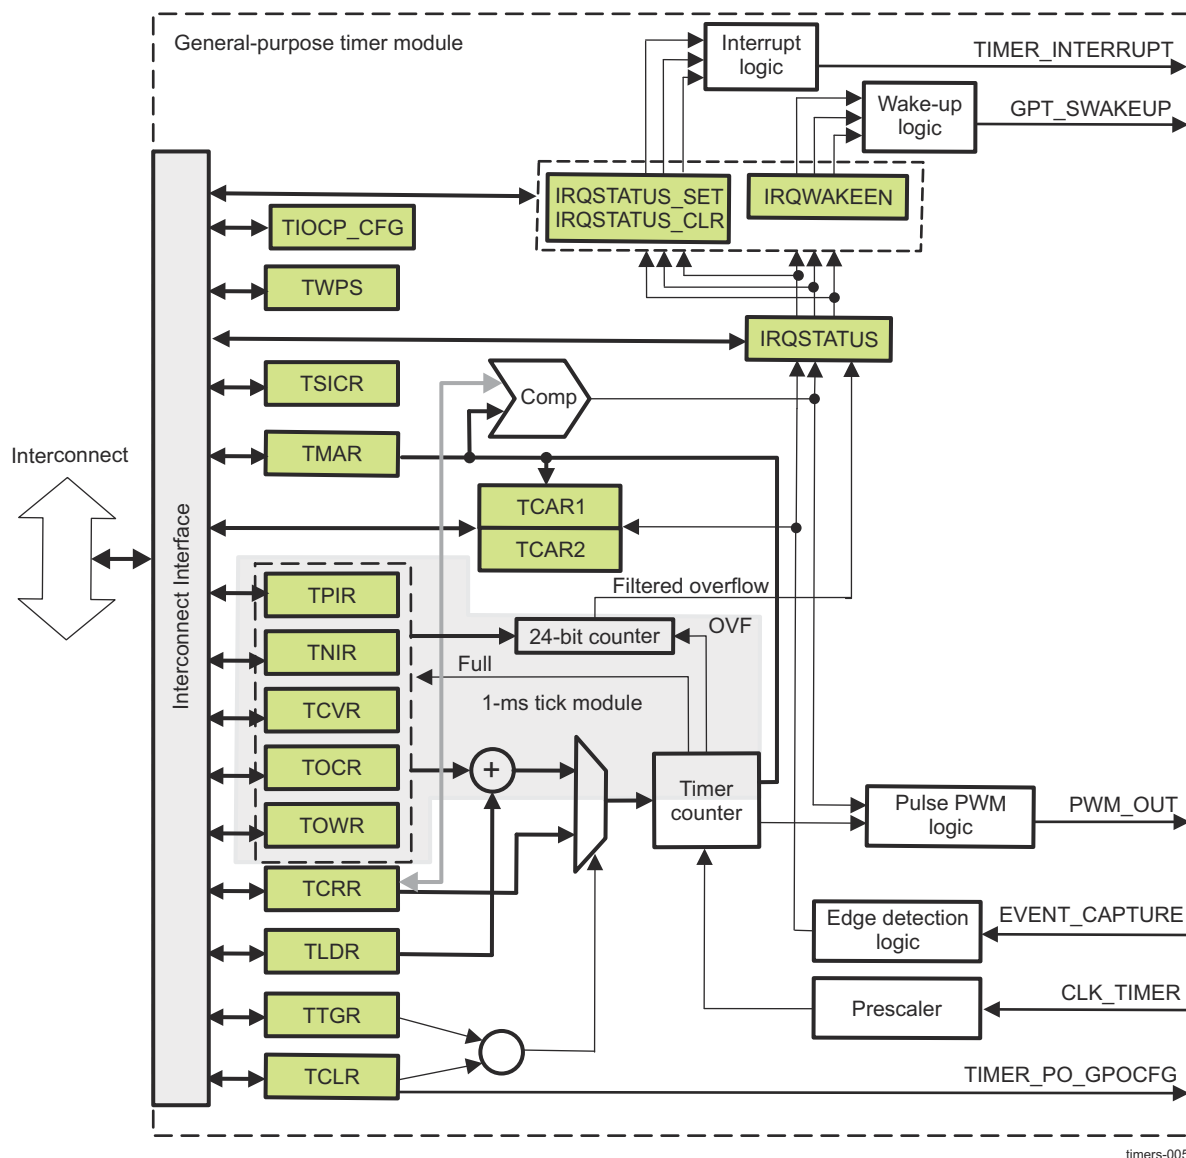 General-purpose timer module
Interrupt
logic
TIMER_INTERRUPT
Wake-up
logic
GPT_SWAKEUP
IRQSTATUS_SET
IRQSTATUS_CLR
IRQWAKEEN
TIOCP_CFG
TWPS
IRQSTATUS
TSICR
Comp
TMAR
Interconnect
TCAR1
TCAR2
Interconnect Interface
TPIR
Filtered overflow
24-bit counter
OVF
TNIR
Full
1-ms tick module
TCVR
TOCR
+
Timer
counter
TOWR
Pulse PWM
logic
PWM_OUT
TCRR
Edge detection
logic
EVENT_CAPTURE
TLDR
CLK_TIMER
Prescaler
TTGR
TCLR
TIMER_PO_GPOCFG
timers-005